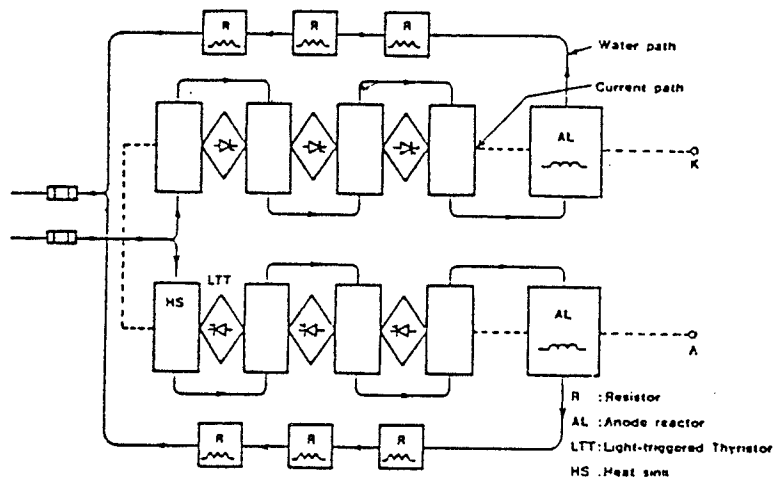 R R R
Water path
Current path
AL
K
HS
LTT
AL
A
R R R
R :Resistor
AL :Anode reactor
LTT:Light-triggered Thyristor
HS :Heat sink